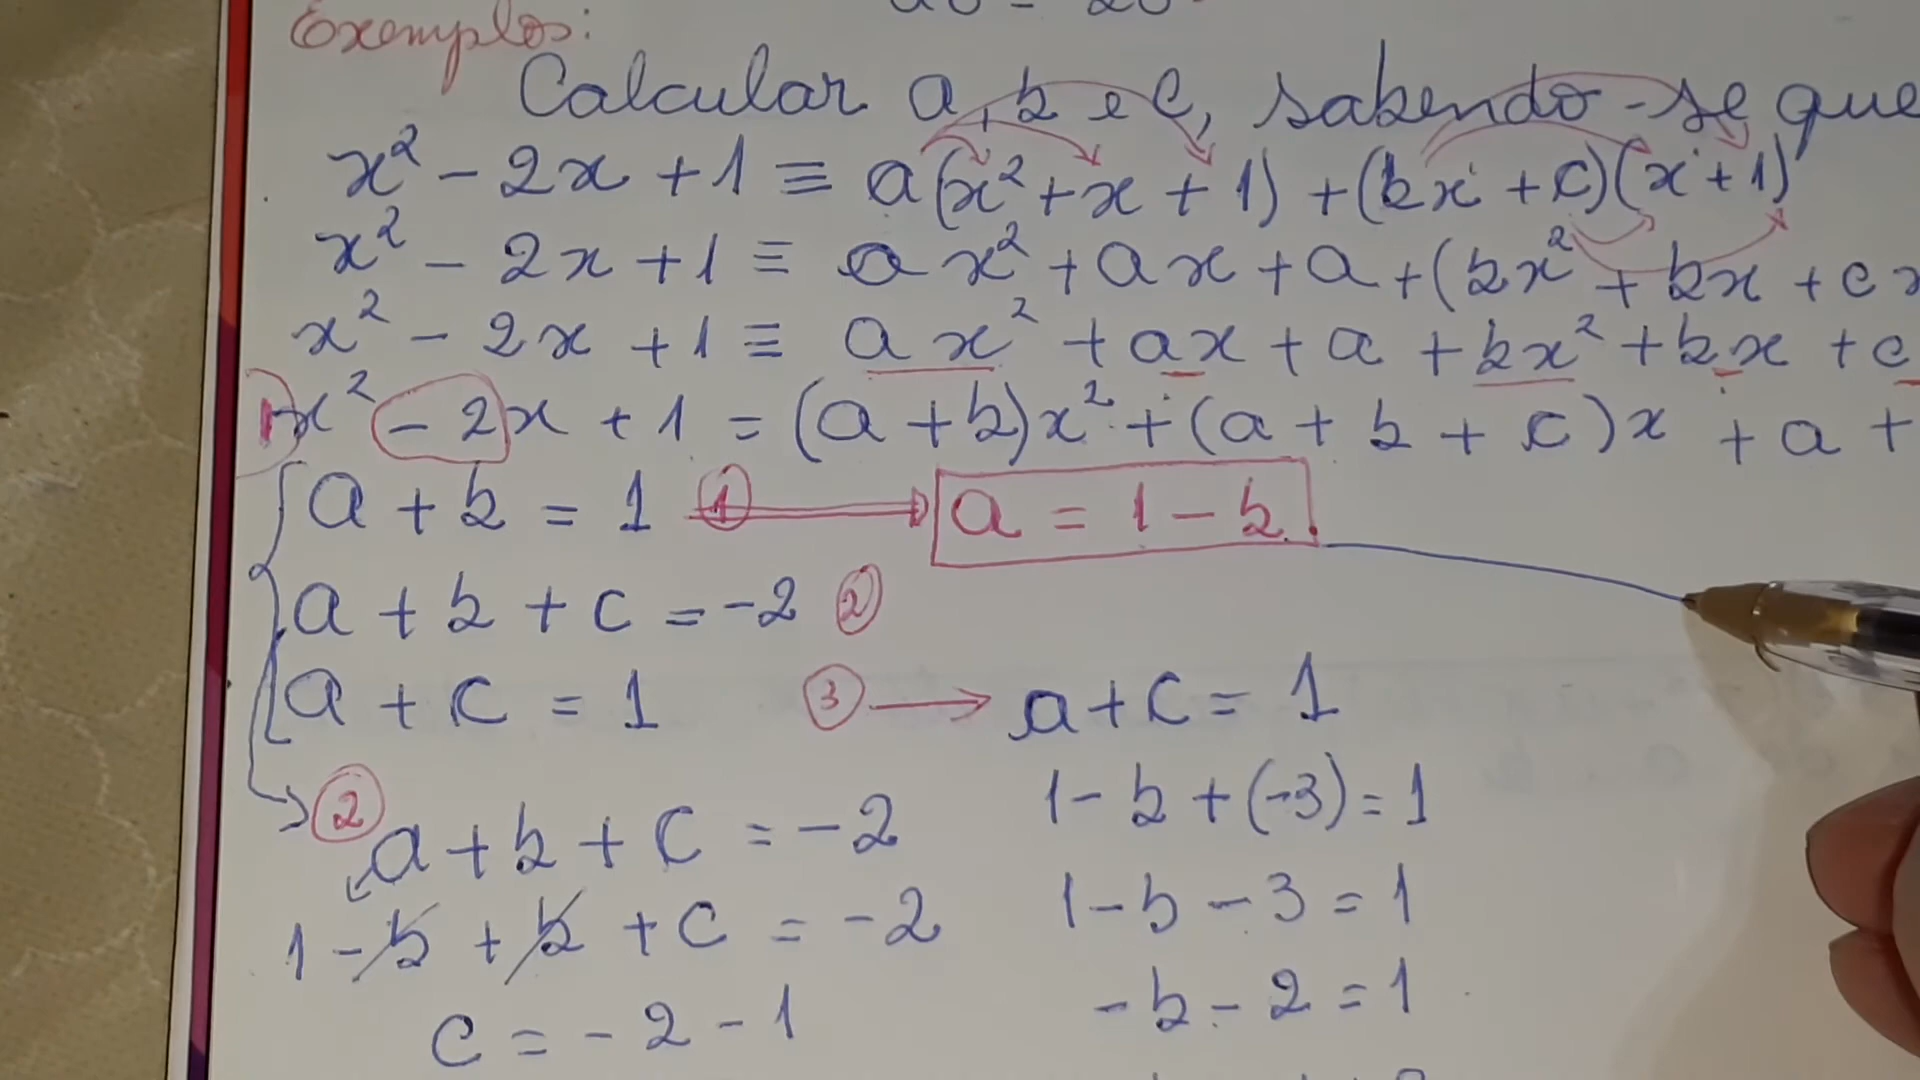 Exemplos:
Calcular a, b e c, sabendo-se que
x² - 2x + 1 ≡ a(x² + x + 1) + (bx + c)(x + 1)
x² - 2x + 1 ≡ ax² + ax + a + (bx² + bx + cx
x² - 2x + 1 ≡ ax² + ax + a + bx² + bx + c
1x² - 2x + 1 = (a + b)x² + (a + b + c)x + a +
a + b = 1 ① a = 1 - b
a + b + c = -2 ②
a + c = 1 ③ → a + c = 1
② a + b + c = -2
1 - b + b + c = -2
c = -2 - 1
1 - b + (-3) = 1
1 - b - 3 = 1
-b - 2 = 1